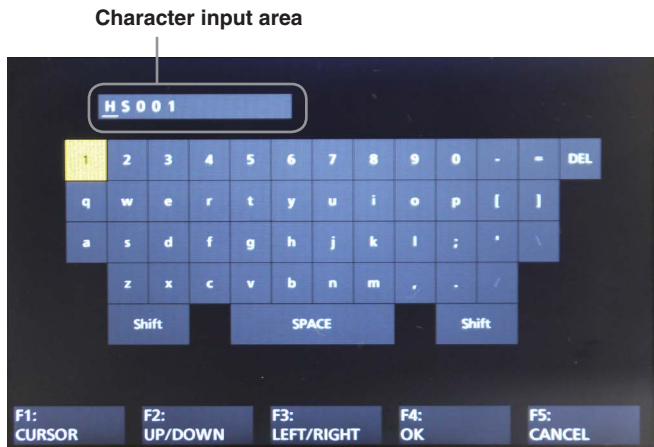 Character input area
HS001
1 2 3 4 5 6 7 8 9 0 - = DEL
q w e r t y u i o p [ ]
a s d f g h j k l ; ' \
z x c v b n m , . /
Shift SPACE Shift
F1: F2: F3: F4: F5:
CURSOR UP/DOWN LEFT/RIGHT OK CANCEL